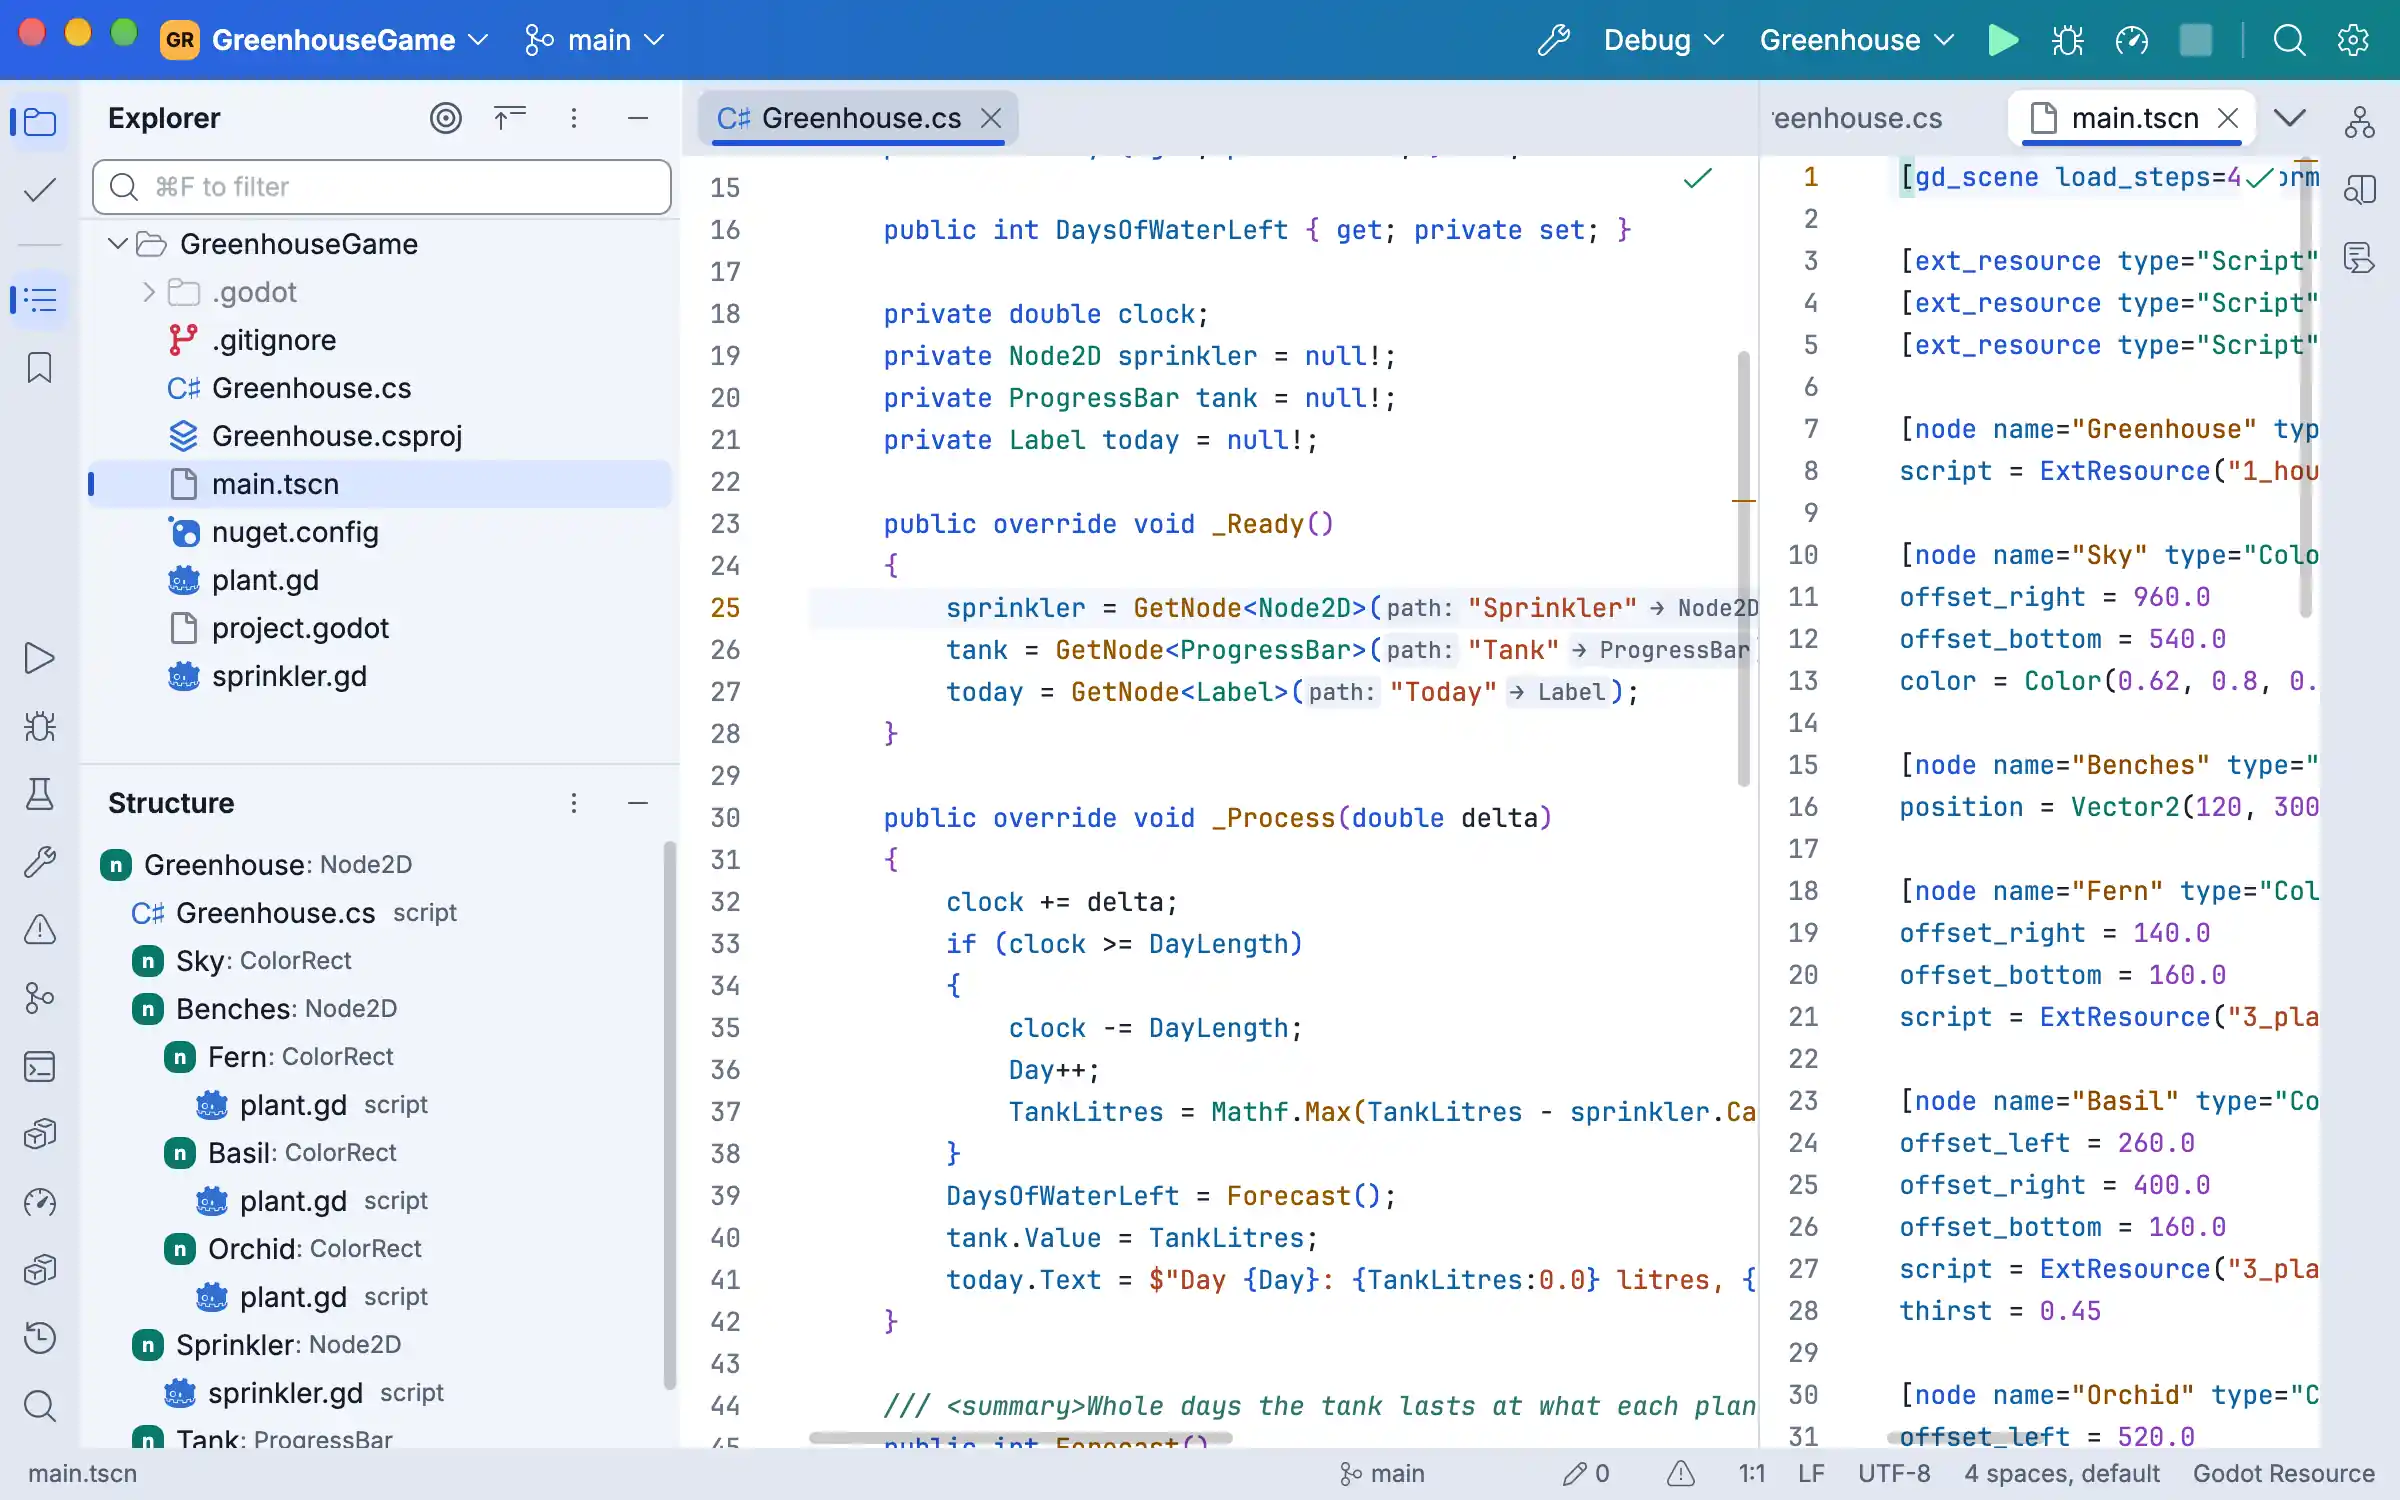 GR GreenhouseGame main Debug Greenhouse
Explorer
⌘F to filter
GreenhouseGame
.godot
.gitignore
C# Greenhouse.cs
Greenhouse.csproj
main.tscn
nuget.config
plant.gd
project.godot
sprinkler.gd
Structure
n Greenhouse: Node2D
C# Greenhouse.cs script
n Sky: ColorRect
n Benches: Node2D
n Fern: ColorRect
plant.gd script
n Basil: ColorRect
plant.gd script
n Orchid: ColorRect
plant.gd script
n Sprinkler: Node2D
sprinkler.gd script
n Tank: ProgressBar
C# Greenhouse.cs
15
16 public int DaysOfWaterLeft { get; private set; }
17
18 private double clock;
19 private Node2D sprinkler = null!;
20 private ProgressBar tank = null!;
21 private Label today = null!;
22
23 public override void _Ready()
24 {
25 sprinkler = GetNode<Node2D>( path: "Sprinkler" → Node2D
26 tank = GetNode<ProgressBar>( path: "Tank" → ProgressBar
27 today = GetNode<Label>( path: "Today" → Label );
28 }
29
30 public override void _Process(double delta)
31 {
32 clock += delta;
33 if (clock >= DayLength)
34 {
35 clock -= DayLength;
36 Day++;
37 TankLitres = Mathf.Max(TankLitres - sprinkler.Ca
38 }
39 DaysOfWaterLeft = Forecast();
40 tank.Value = TankLitres;
41 today.Text = $"Day {Day}: {TankLitres:0.0} litres, {
42 }
43
44 /// <summary>Whole days the tank lasts at what each plan
45 public int Forecast()
reenhouse.cs main.tscn
1 [gd_scene load_steps=4 orm
2
3 [ext_resource type="Script"
4 [ext_resource type="Script"
5 [ext_resource type="Script"
6
7 [node name="Greenhouse" typ
8 script = ExtResource("1_hou
9
10 [node name="Sky" type="Colo
11 offset_right = 960.0
12 offset_bottom = 540.0
13 color = Color(0.62, 0.8, 0.
14
15 [node name="Benches" type="
16 position = Vector2(120, 300
17
18 [node name="Fern" type="Col
19 offset_right = 140.0
20 offset_bottom = 160.0
21 script = ExtResource("3_pla
22
23 [node name="Basil" type="Co
24 offset_left = 260.0
25 offset_right = 400.0
26 offset_bottom = 160.0
27 script = ExtResource("3_pla
28 thirst = 0.45
29
30 [node name="Orchid" type="C
31 offset_left = 520.0
main.tscn main 0 1:1 LF UTF-8 4 spaces, default Godot Resource